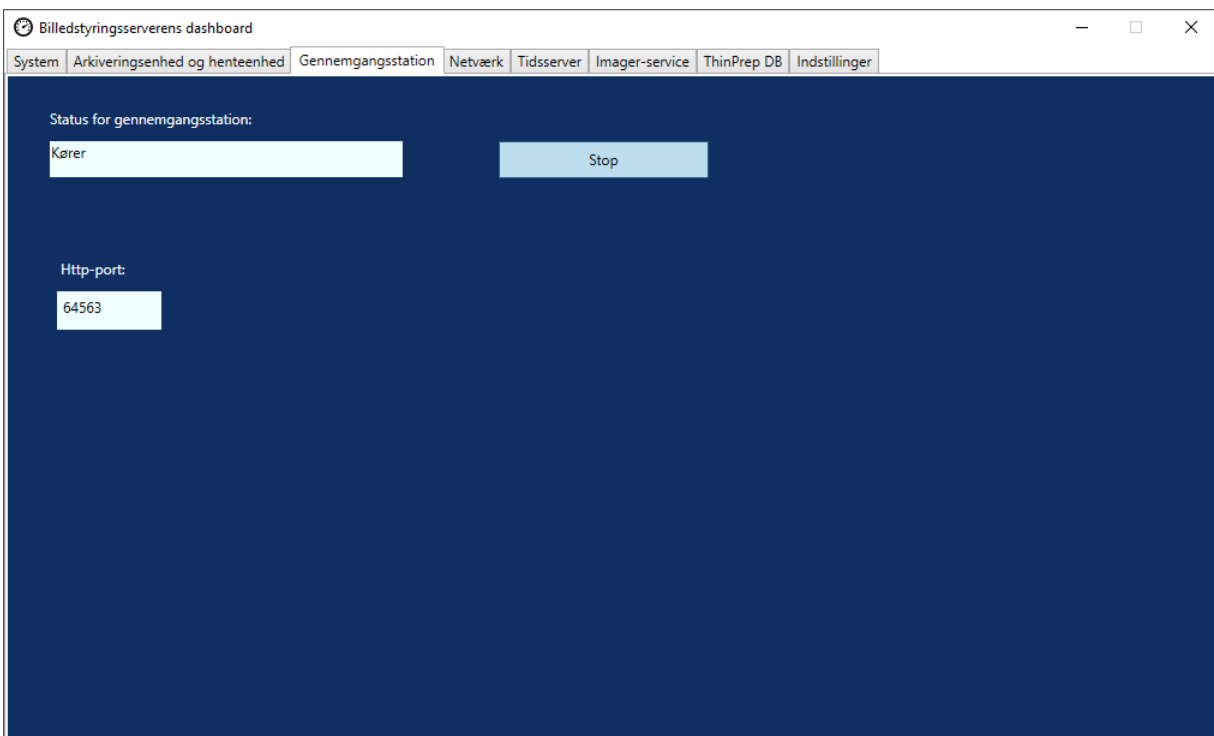 Billedstyringsserverens dashboard
System Arkiveringsenhed og henteenhed Gennemgangsstation Netværk Tidsserver Imager-service ThinPrep DB Indstillinger
Status for gennemgangsstation:
Kører Stop
Http-port:
64563